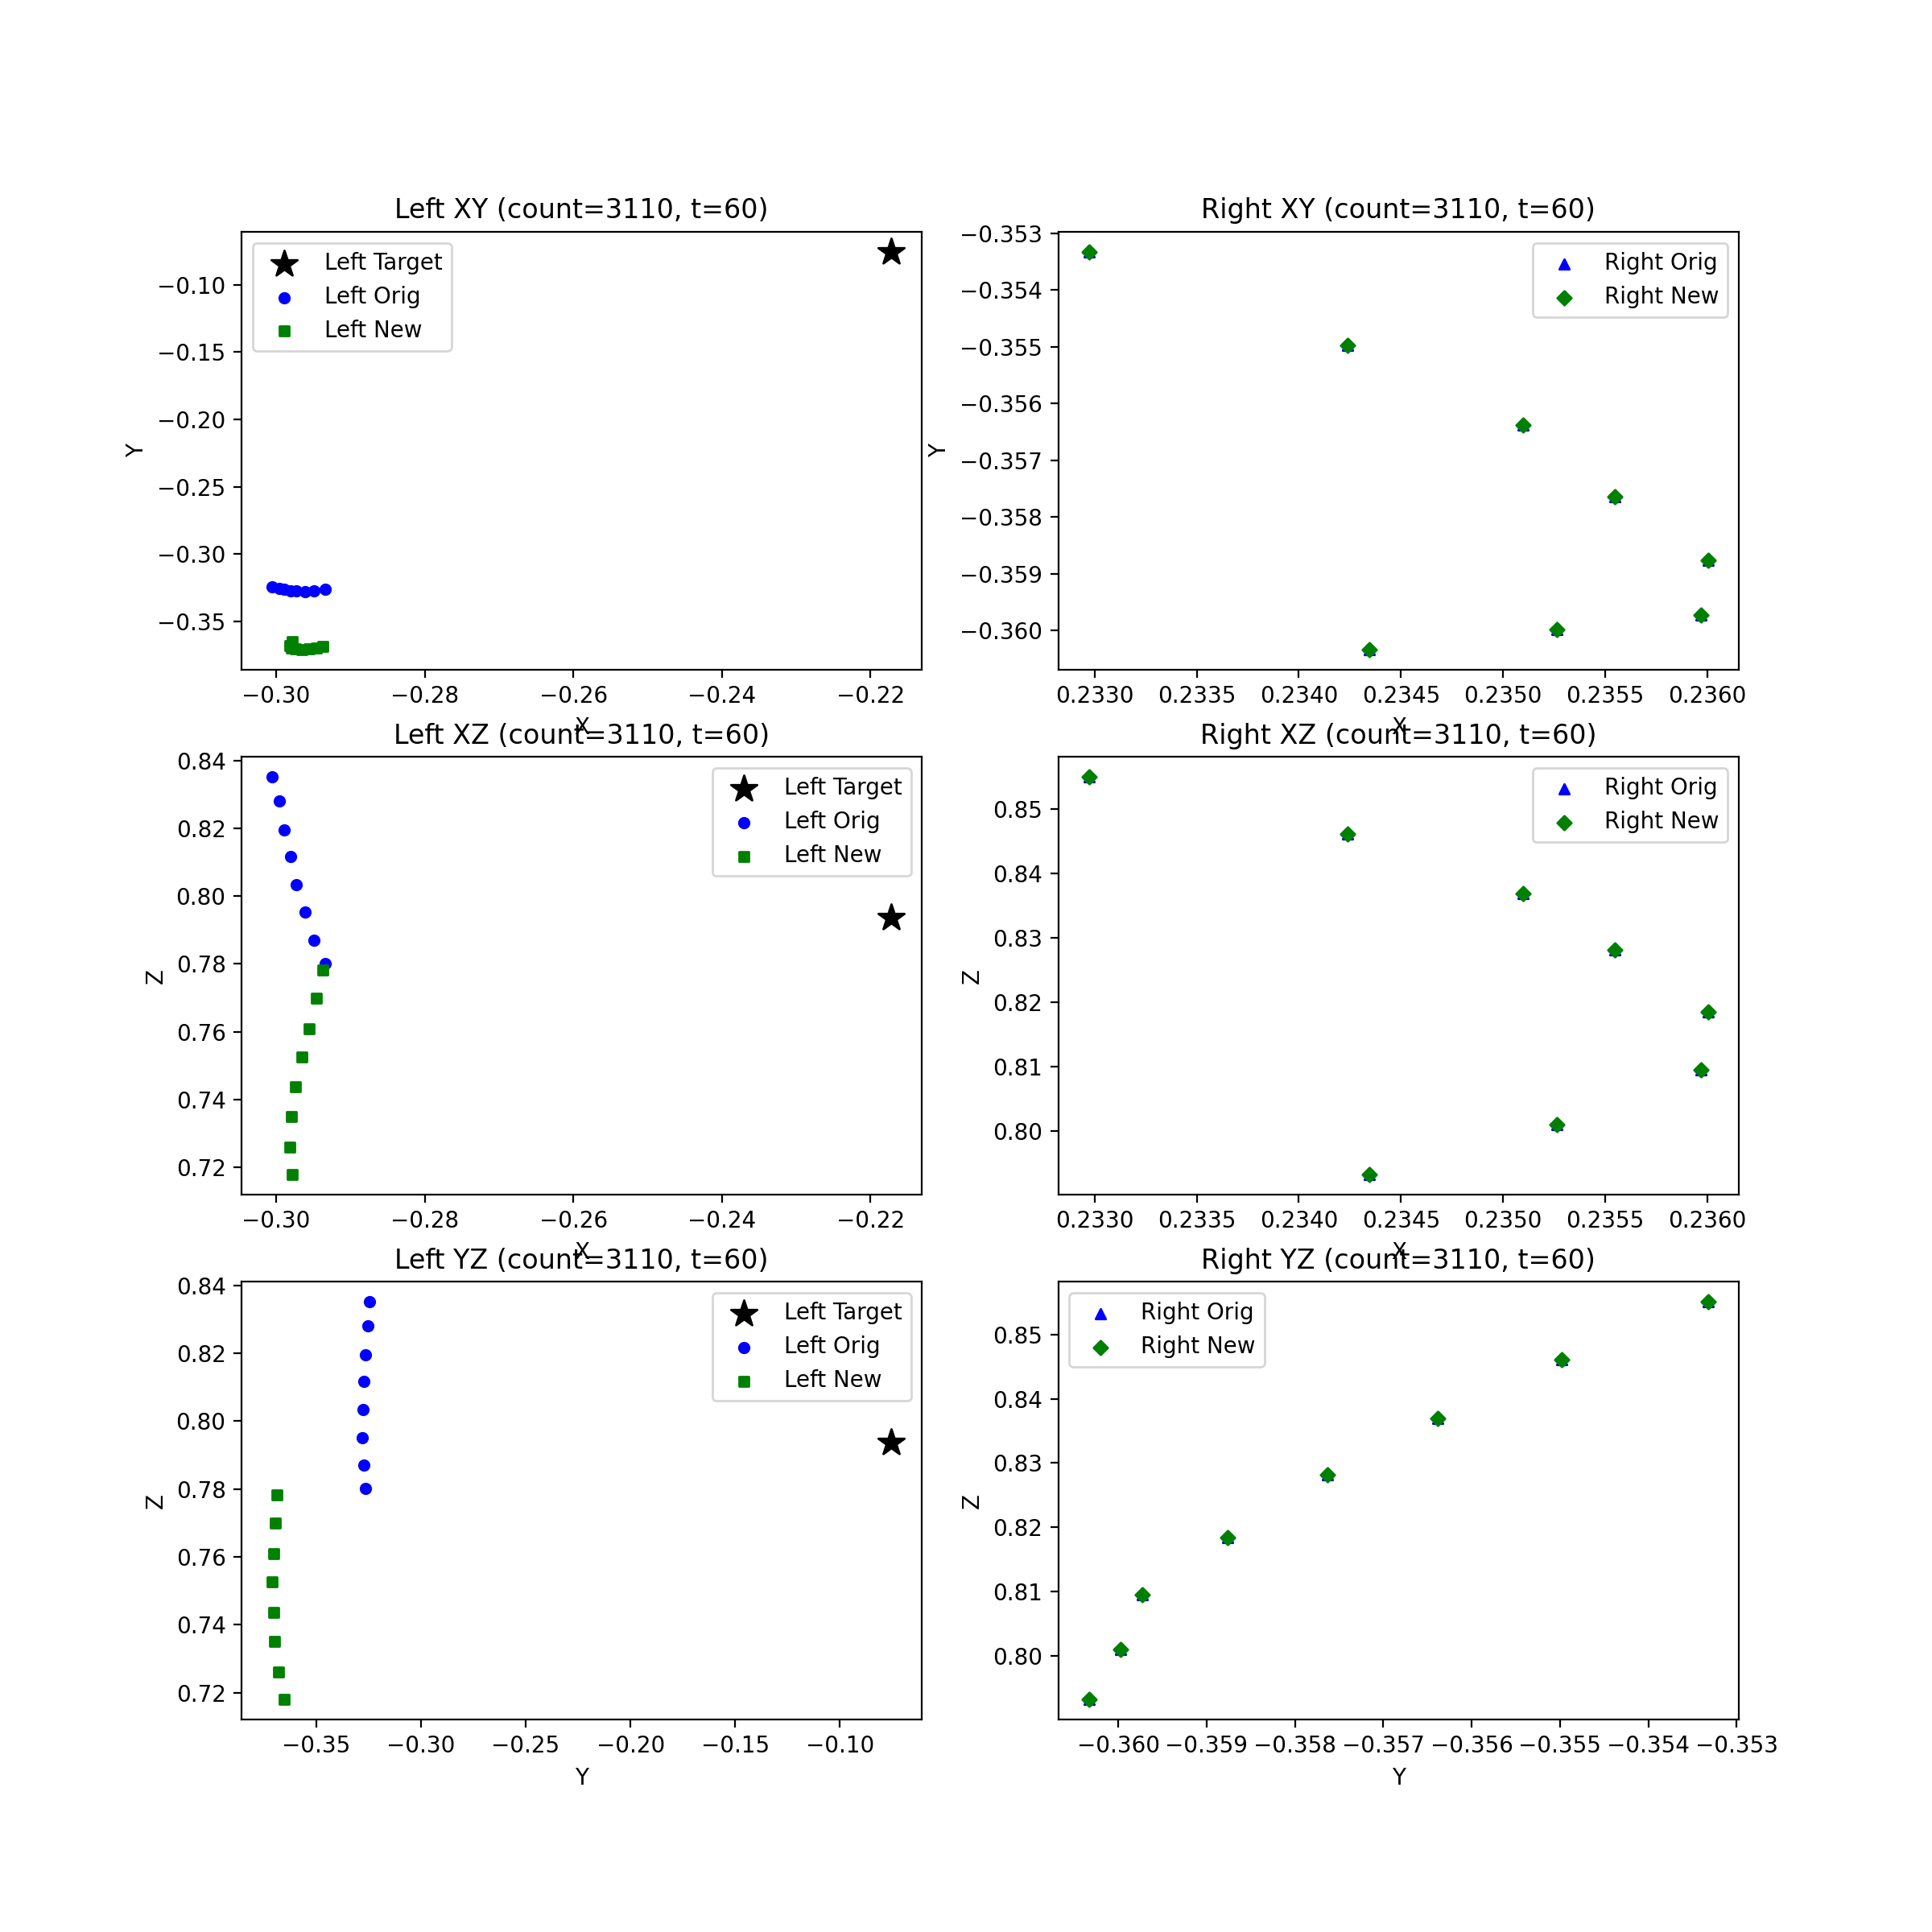 Left XY (count=3110, t=60)
Left Target
Left Orig
Left New
−0.10
−0.15
−0.20
−0.25
−0.30
−0.35
Y
−0.30 −0.28 −0.26 −0.24 −0.22
X
Right XY (count=3110, t=60)
Right Orig
Right New
−0.353
−0.354
−0.355
−0.356
−0.357
−0.358
−0.359
−0.360
Y
0.2330 0.2335 0.2340 0.2345 0.2350 0.2355 0.2360
X
Left XZ (count=3110, t=60)
Left Target
Left Orig
Left New
0.84
0.82
0.80
0.78
0.76
0.74
0.72
Z
−0.30 −0.28 −0.26 −0.24 −0.22
X
Right XZ (count=3110, t=60)
Right Orig
Right New
0.85
0.84
0.83
0.82
0.81
0.80
Z
0.2330 0.2335 0.2340 0.2345 0.2350 0.2355 0.2360
X
Left YZ (count=3110, t=60)
Left Target
Left Orig
Left New
0.84
0.82
0.80
0.78
0.76
0.74
0.72
Z
−0.35 −0.30 −0.25 −0.20 −0.15 −0.10
Y
Right YZ (count=3110, t=60)
Right Orig
Right New
0.85
0.84
0.83
0.82
0.81
0.80
Z
−0.360 −0.359 −0.358 −0.357 −0.356 −0.355 −0.354 −0.353
Y